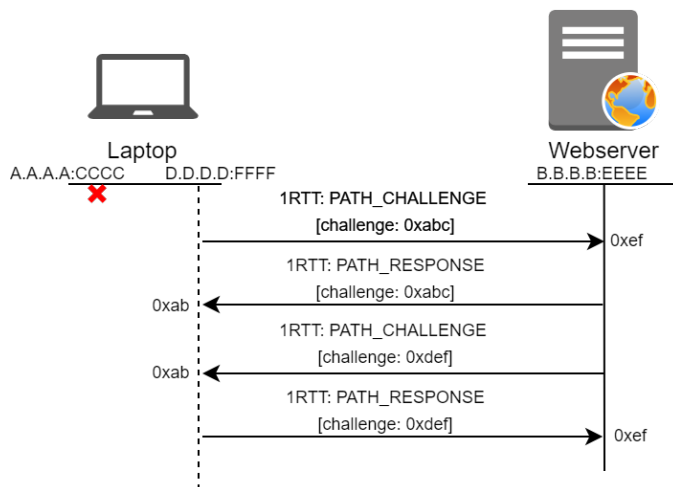 Laptop
Webserver
A.A.A.A:CCCC
D.D.D.D:FFFF
B.B.B.B:EEEE
1RTT: PATH_CHALLENGE
[challenge: 0xabc]
0xef
1RTT: PATH_RESPONSE
[challenge: 0xabc]
0xab
1RTT: PATH_CHALLENGE
[challenge: 0xdef]
0xab
1RTT: PATH_RESPONSE
[challenge: 0xdef]
0xef